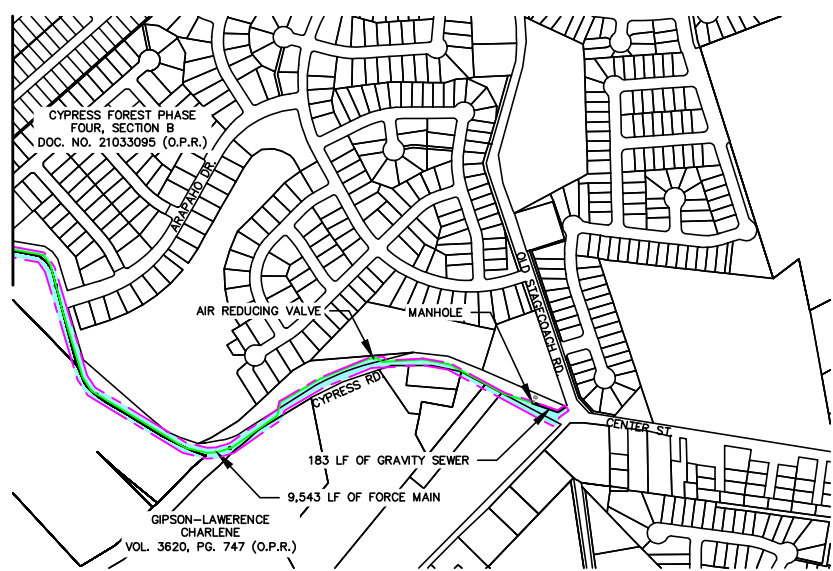 CYPRESS FOREST PHASE
FOUR, SECTION B
DOC. NO. 21033095 (O.P.R.)
ARAPAHO DR.
OLD STAGECOACH RD
AIR REDUCING VALVE
MANHOLE
CYPRESS RD.
CENTER ST.
183 LF OF GRAVITY SEWER
9,543 LF OF FORCE MAIN
GIPSON-LAWERENCE
CHARLENE
VOL. 3620, PG. 747 (O.P.R.)